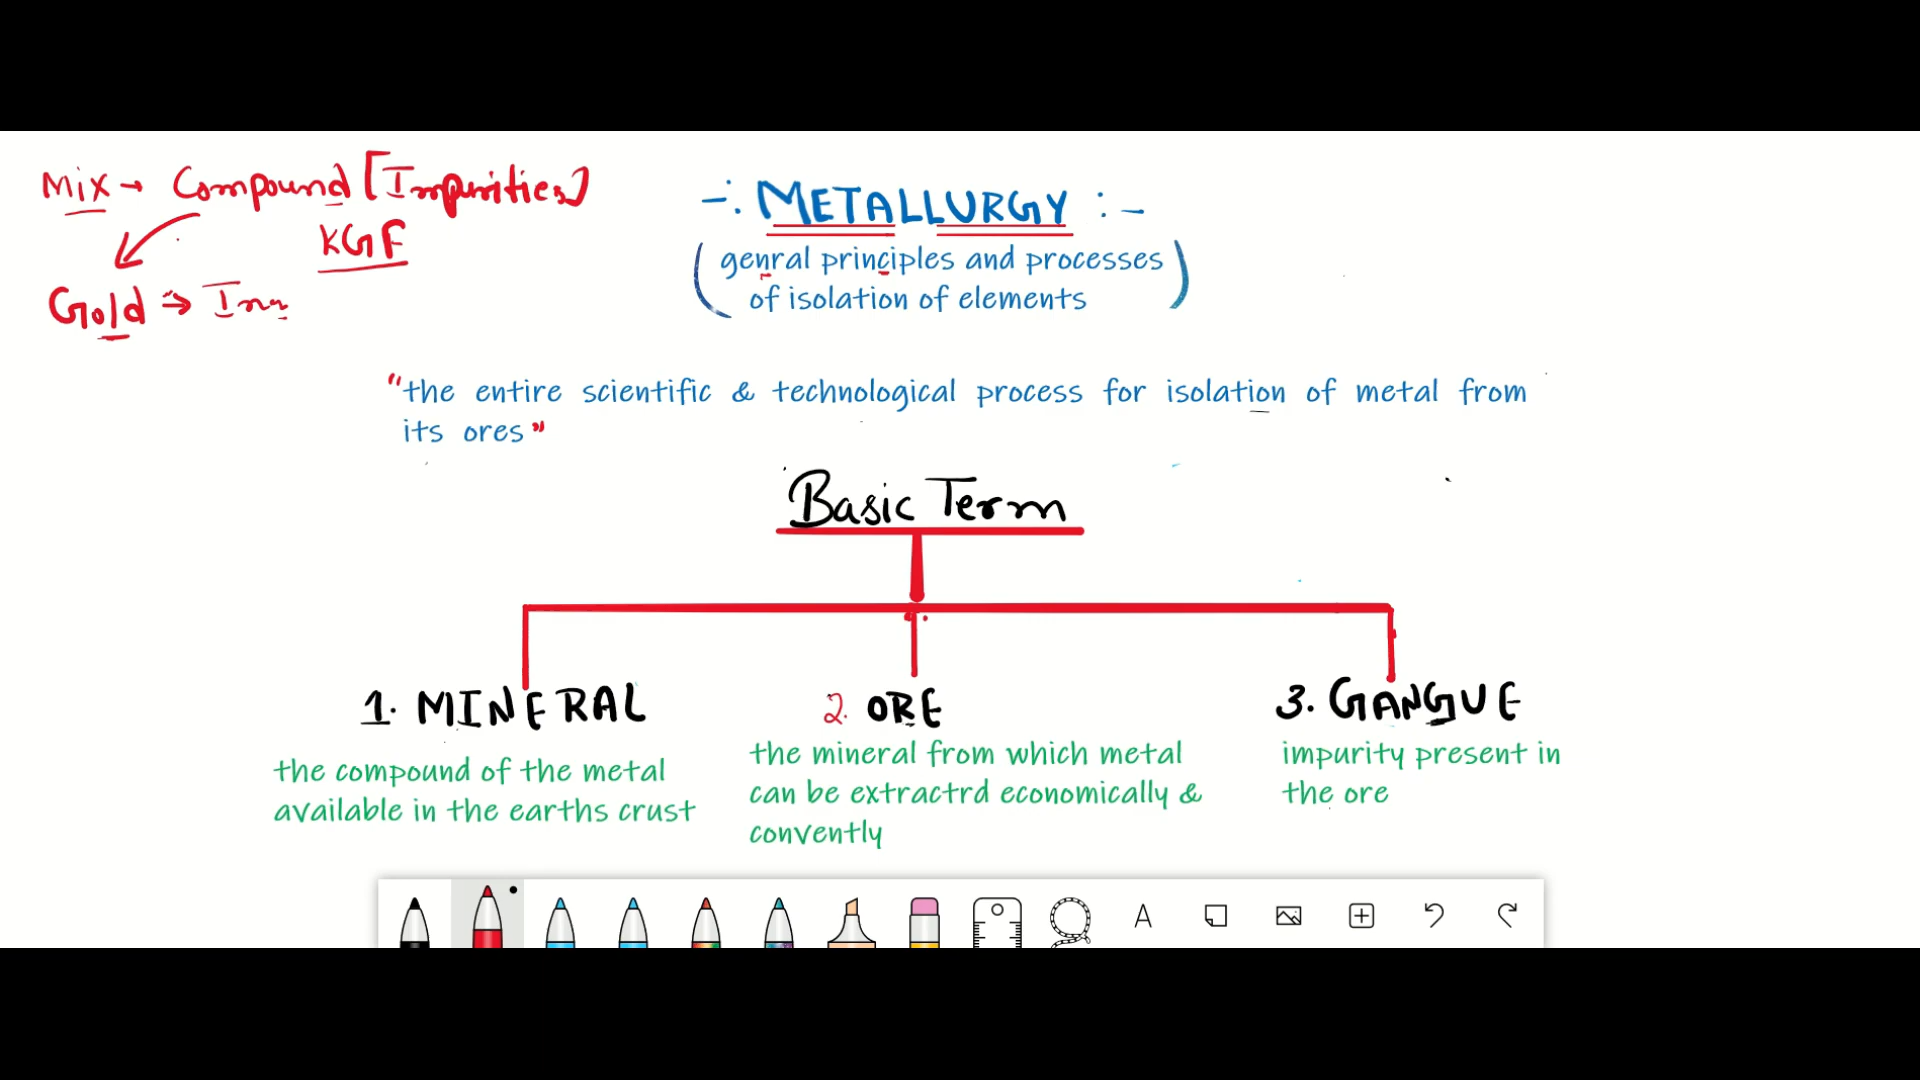 Mix → Compound [Impurities]
KGF
Gold ⇒ Im
-:. METALLURGY :-
(genral principles and processes
of isolation of elements)
"the entire scientific & technological process for isolation of metal from
its ores"
Basic Term
1. MINERAL
the compound of the metal
available in the earths crust
2. ORE
the mineral from which metal
can be extractrd economically &
convently
3. GANGUE
impurity present in
the ore
A